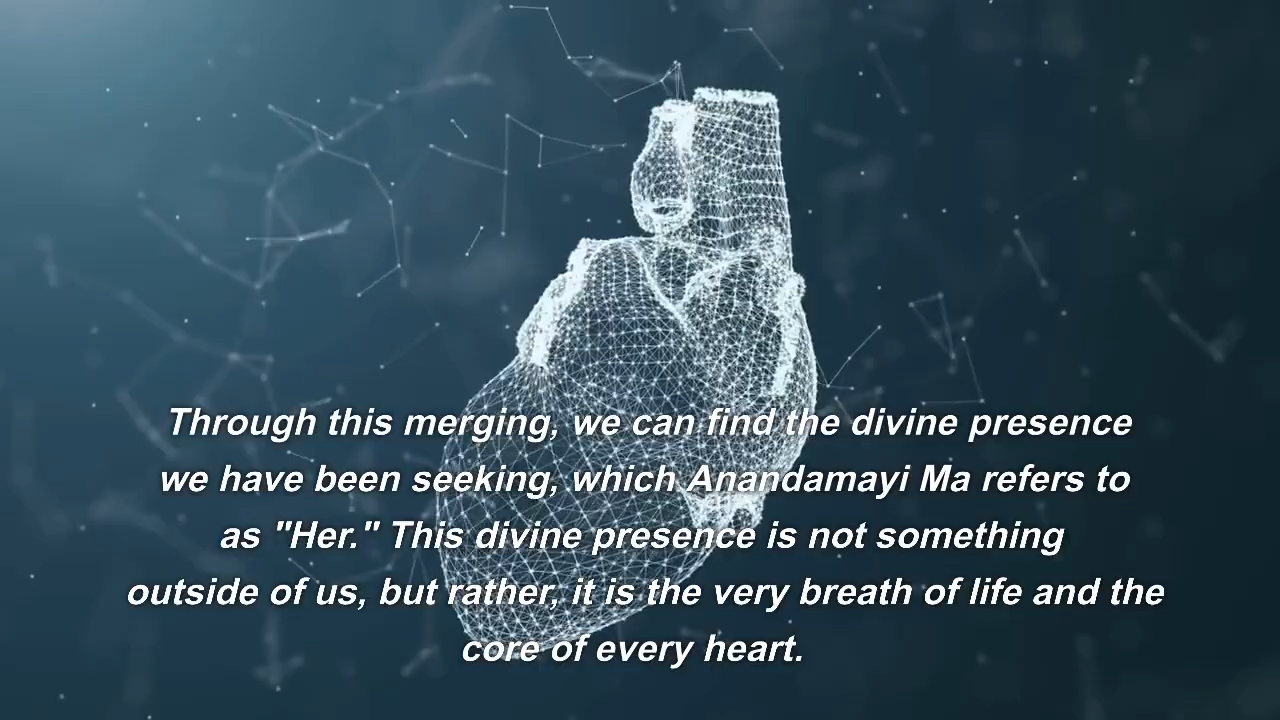 Through this merging, we can find the divine presence
we have been seeking, which Anandamayi Ma refers to
as "Her." This divine presence is not something
outside of us, but rather, it is the very breath of life and the
core of every heart.